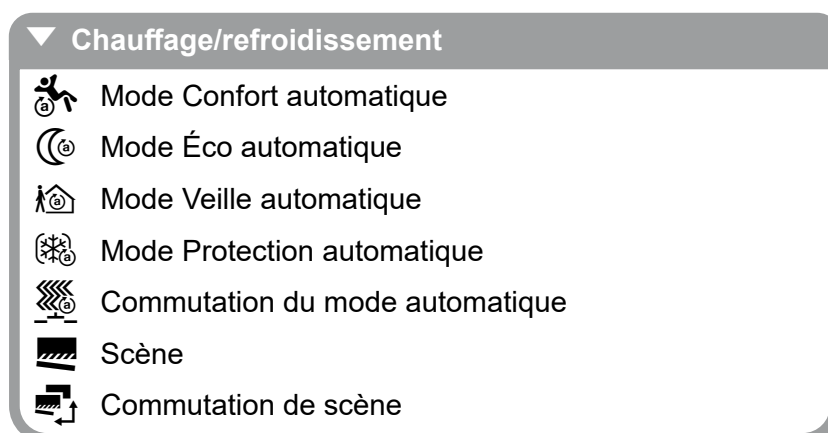 Chauffage/refroidissement
Mode Confort automatique
Mode Éco automatique
Mode Veille automatique
Mode Protection automatique
Commutation du mode automatique
Scène
Commutation de scène